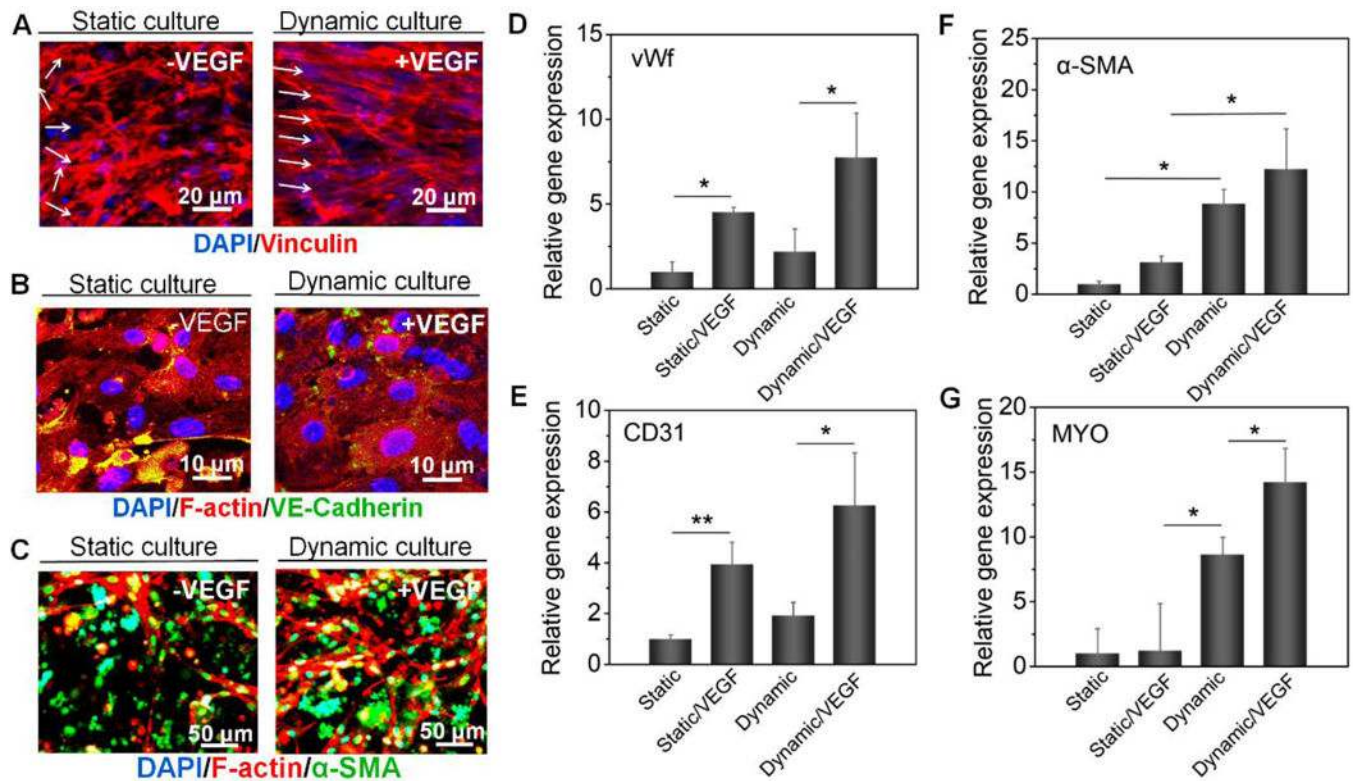 A
Static culture
Dynamic culture
-VEGF
+VEGF
20 µm
20 µm
DAPI/Vinculin
B
Static culture
Dynamic culture
-VEGF
+VEGF
10 µm
10 µm
DAPI/F-actin/VE-Cadherin
C
Static culture
Dynamic culture
-VEGF
+VEGF
50 µm
50 µm
DAPI/F-actin/α-SMA
D
Relative gene expression
15
10
5
0
vWf
*
*
Static
Static/VEGF
Dynamic
Dynamic/VEGF
E
Relative gene expression
10
8
6
4
2
0
CD31
**
*
Static
Static/VEGF
Dynamic
Dynamic/VEGF
F
Relative gene expression
25
20
15
10
5
0
α-SMA
*
*
Static
Static/VEGF
Dynamic
Dynamic/VEGF
G
Relative gene expression
20
15
10
5
0
MYO
*
*
Static
Static/VEGF
Dynamic
Dynamic/VEGF